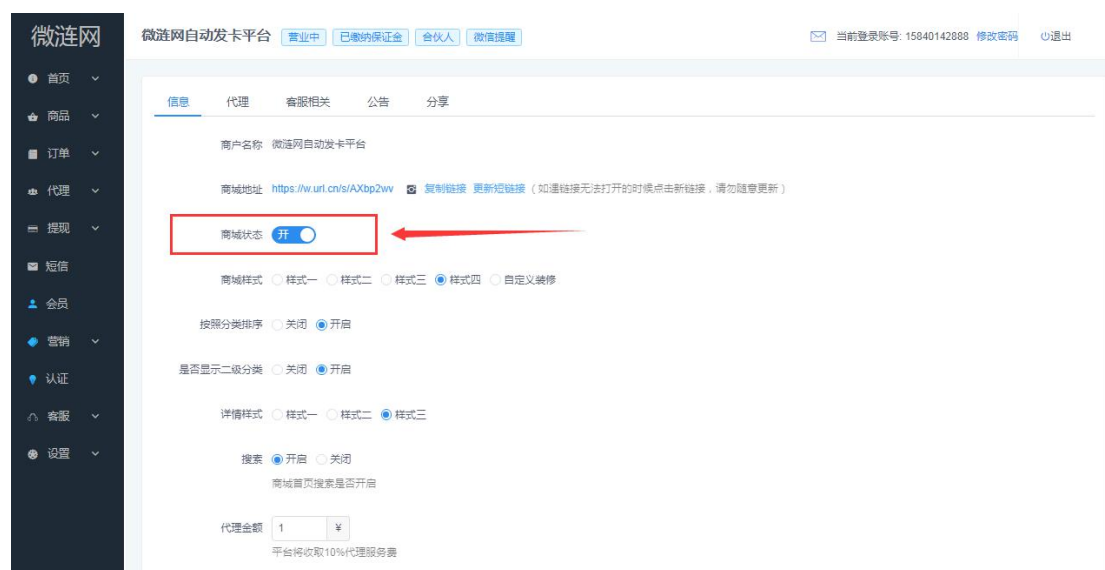 微涟网
微涟网自动发卡平台 营业中 已缴纳保证金 合伙人 微信提醒
当前登录账号: 15840142888 修改密码 退出
首页
商品
订单
代理
提现
短信
会员
营销
认证
客服
设置
信息 代理 客服相关 公告 分享
商户名称 微涟网自动发卡平台
商城地址 https://w.url.cn/s/AXbp2wv 复制链接 更新短链接 ( 如遇链接无法打开的时候点击新链接 , 请勿随意更新 )
商城状态 开
商城样式 样式一 样式二 样式三 样式四 自定义装修
按照分类排序 关闭 开启
是否显示二级分类 关闭 开启
详情样式 样式一 样式二 样式三
搜索 开启 关闭
商城首页搜索是否开启
代理金额 1 ¥
平台将收取10%代理服务费